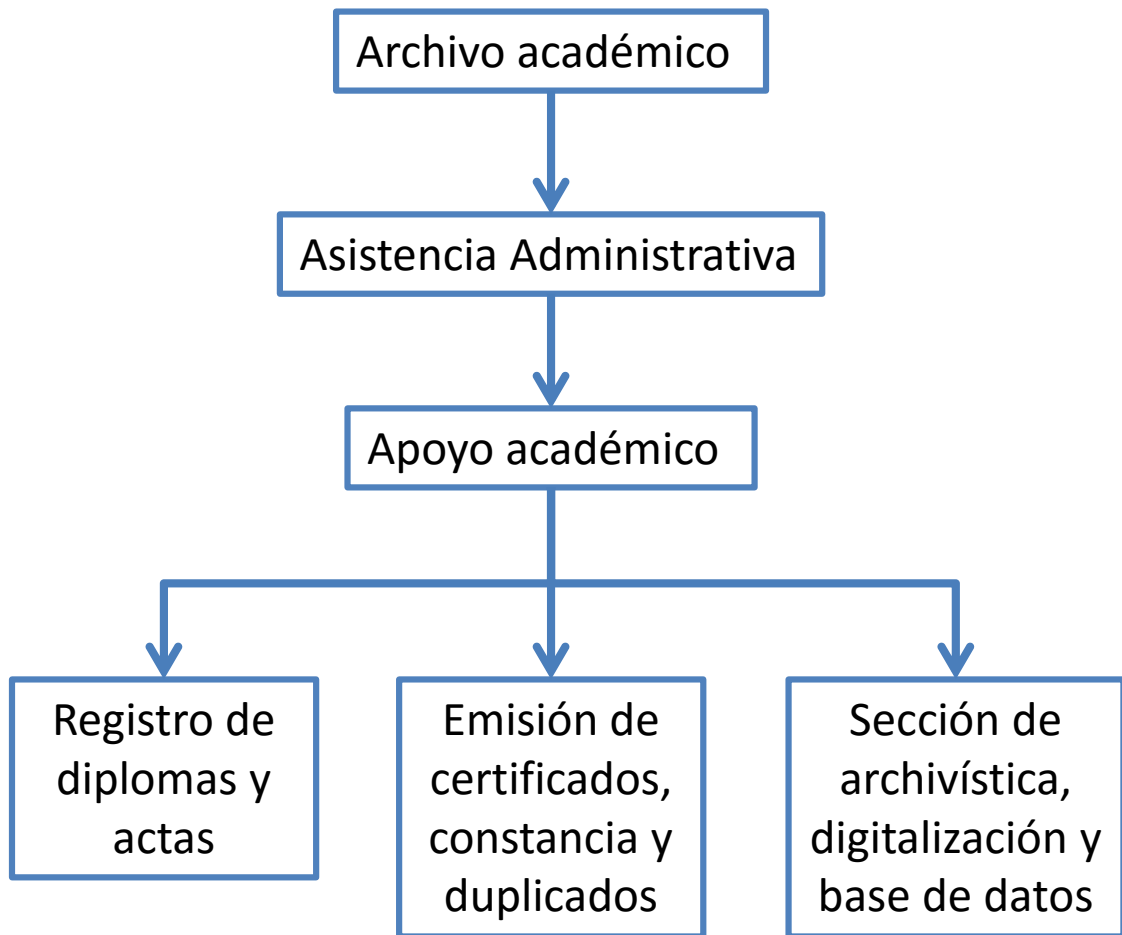 Archivo académico
Asistencia Administrativa
Apoyo académico
Registro de
diplomas y
actas
Emisión de
certificados,
constancia y
duplicados
Sección de
archivística,
digitalización y
base de datos